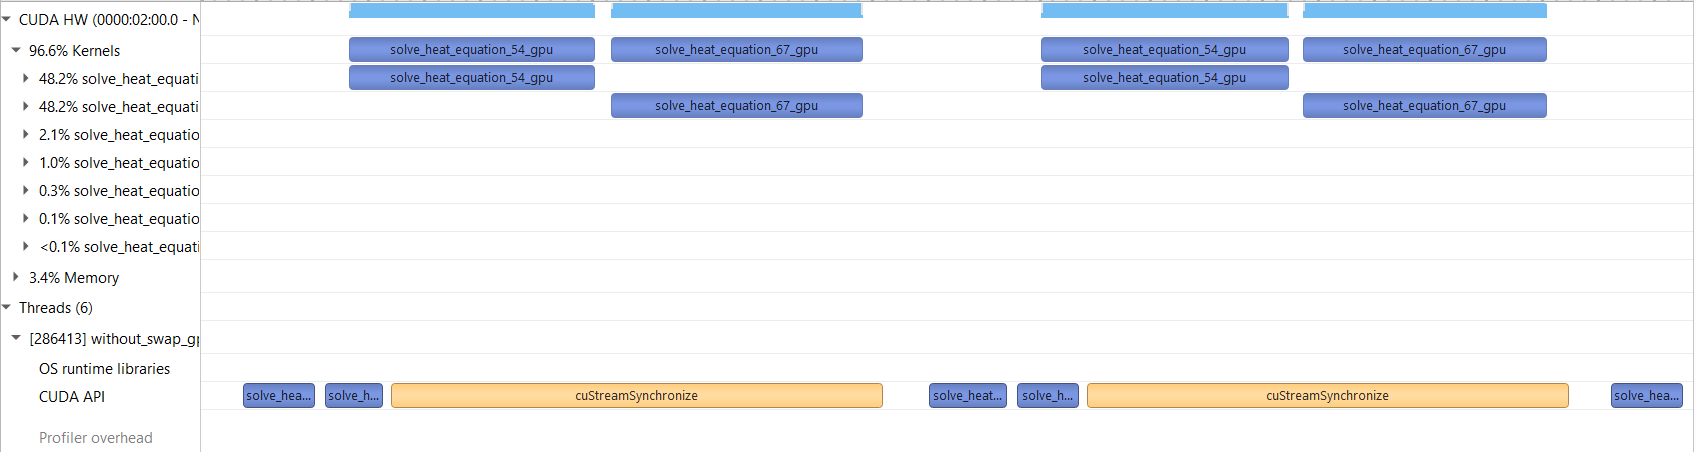 CUDA HW (0000:02:00.0 - N
96.6% Kernels
solve_heat_equation_54_gpu solve_heat_equation_67_gpu solve_heat_equation_54_gpu solve_heat_equation_67_gpu
48.2% solve_heat_equati
solve_heat_equation_54_gpu solve_heat_equation_54_gpu
48.2% solve_heat_equati
solve_heat_equation_67_gpu solve_heat_equation_67_gpu
2.1% solve_heat_equatio
1.0% solve_heat_equatio
0.3% solve_heat_equatio
0.1% solve_heat_equatio
<0.1% solve_heat_equati
3.4% Memory
Threads (6)
[286413] without_swap_gp
OS runtime libraries
CUDA API
solve_hea... solve_h... cuStreamSynchronize solve_heat... solve_h... cuStreamSynchronize solve_hea...
Profiler overhead